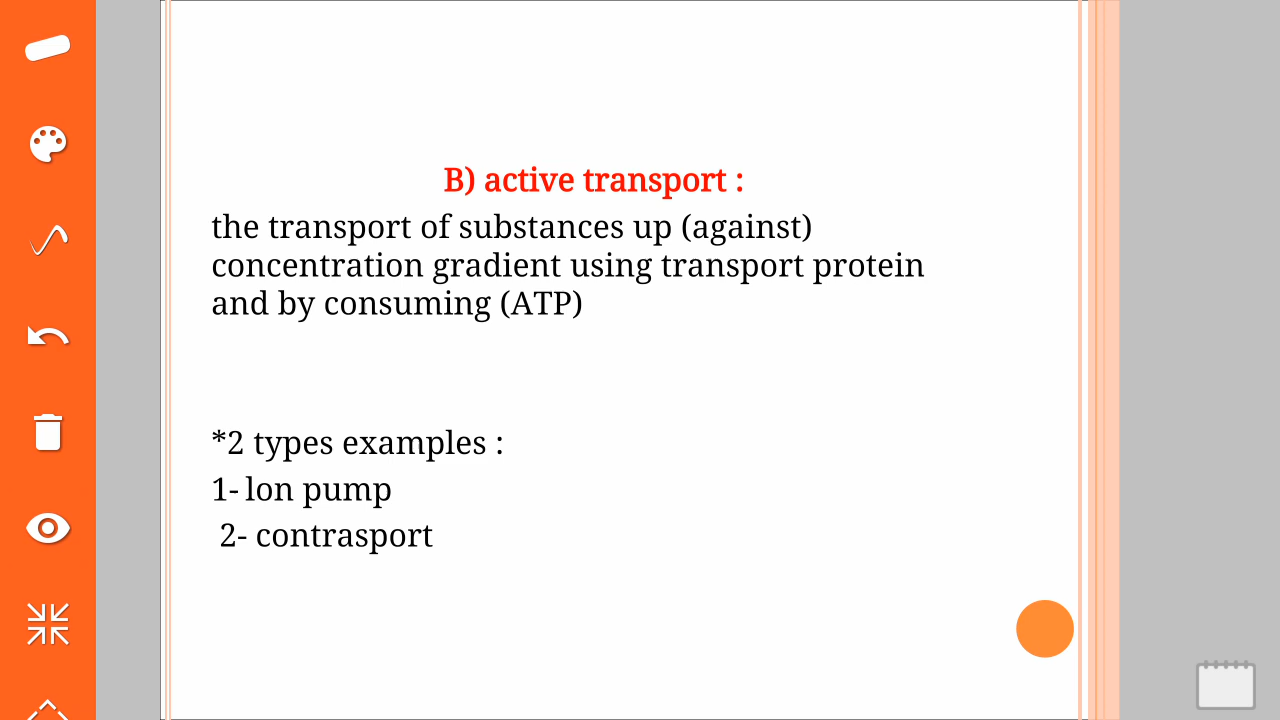 B) active transport :
the transport of substances up (against)
concentration gradient using transport protein
and by consuming (ATP)
*2 types examples :
1- lon pump
2- contrasport